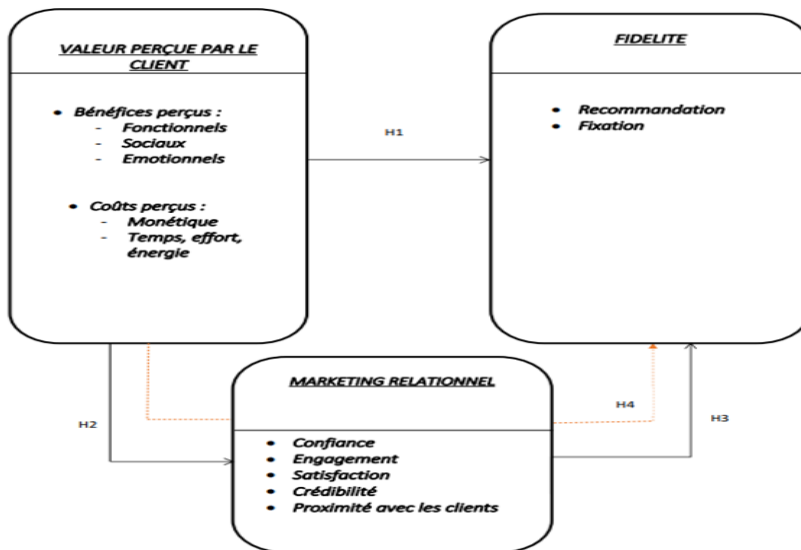 VALEUR PERÇUE PAR LE
CLIENT
• Bénéfices perçus :
- Fonctionnels
- Sociaux
- Emotionnels
• Coûts perçus :
- Monétique
- Temps, effort,
énergie
H1
FIDELITE
• Recommandation
• Fixation
H2
MARKETING RELATIONNEL
• Confiance
• Engagement
• Satisfaction
• Crédibilité
• Proximité avec les clients
H4
H3